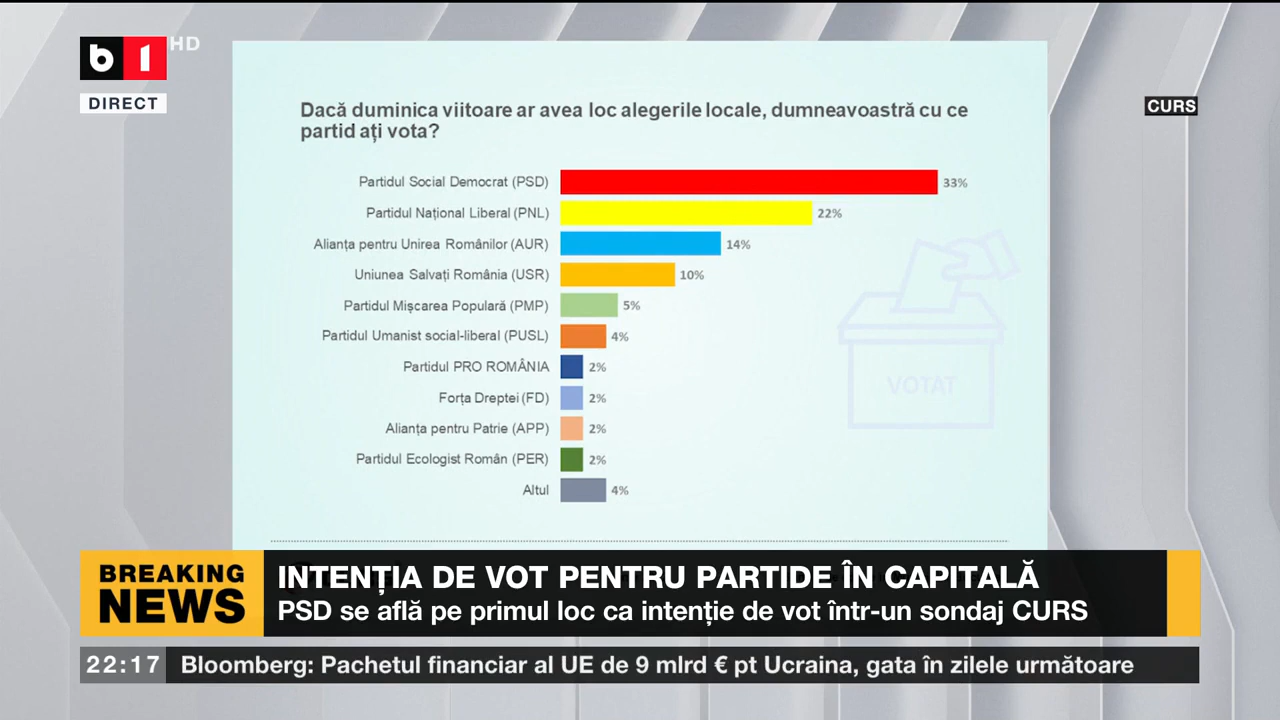 b1 HD
DIRECT
CURS
Dacă duminica viitoare ar avea loc alegerile locale, dumneavoastră cu ce
partid ați vota?
Partidul Social Democrat (PSD) 33%
Partidul Național Liberal (PNL) 22%
Alianța pentru Unirea Românilor (AUR) 14%
Uniunea Salvați România (USR) 10%
Partidul Mișcarea Populară (PMP) 5%
Partidul Umanist social-liberal (PUSL) 4%
Partidul PRO ROMÂNIA 2%
Forța Dreptei (FD) 2%
Alianța pentru Patrie (APP) 2%
Partidul Ecologist Român (PER) 2%
Altul 4%
VOTAT
BREAKING
NEWS
INTENȚIA DE VOT PENTRU PARTIDE ÎN CAPITALĂ
PSD se află pe primul loc ca intenție de vot într-un sondaj CURS
22:17 Bloomberg: Pachetul financiar al UE de 9 mlrd € pt Ucraina, gata în zilele următoare